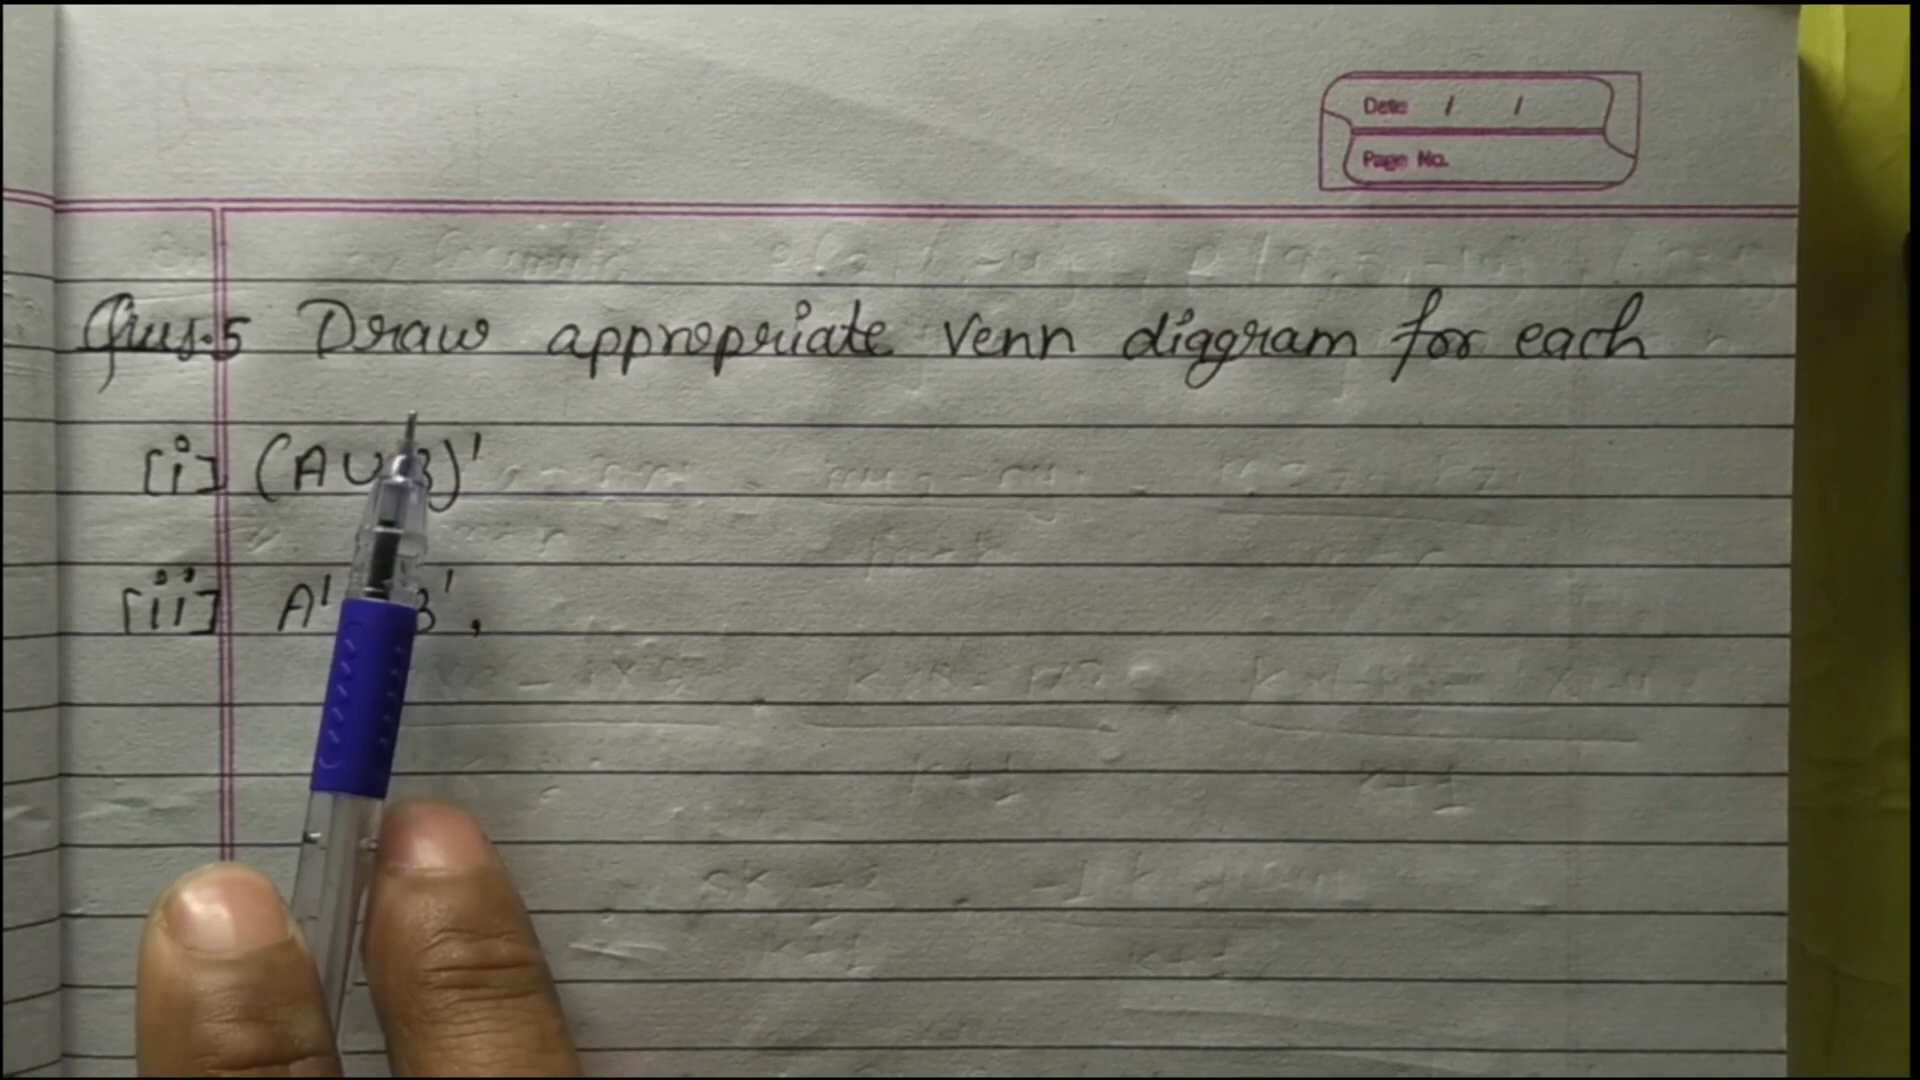 Date / /
Page No.
Ques.5 Draw appropriate Venn diagram for each
[i] (A ∪ B)'
[ii] A' B',